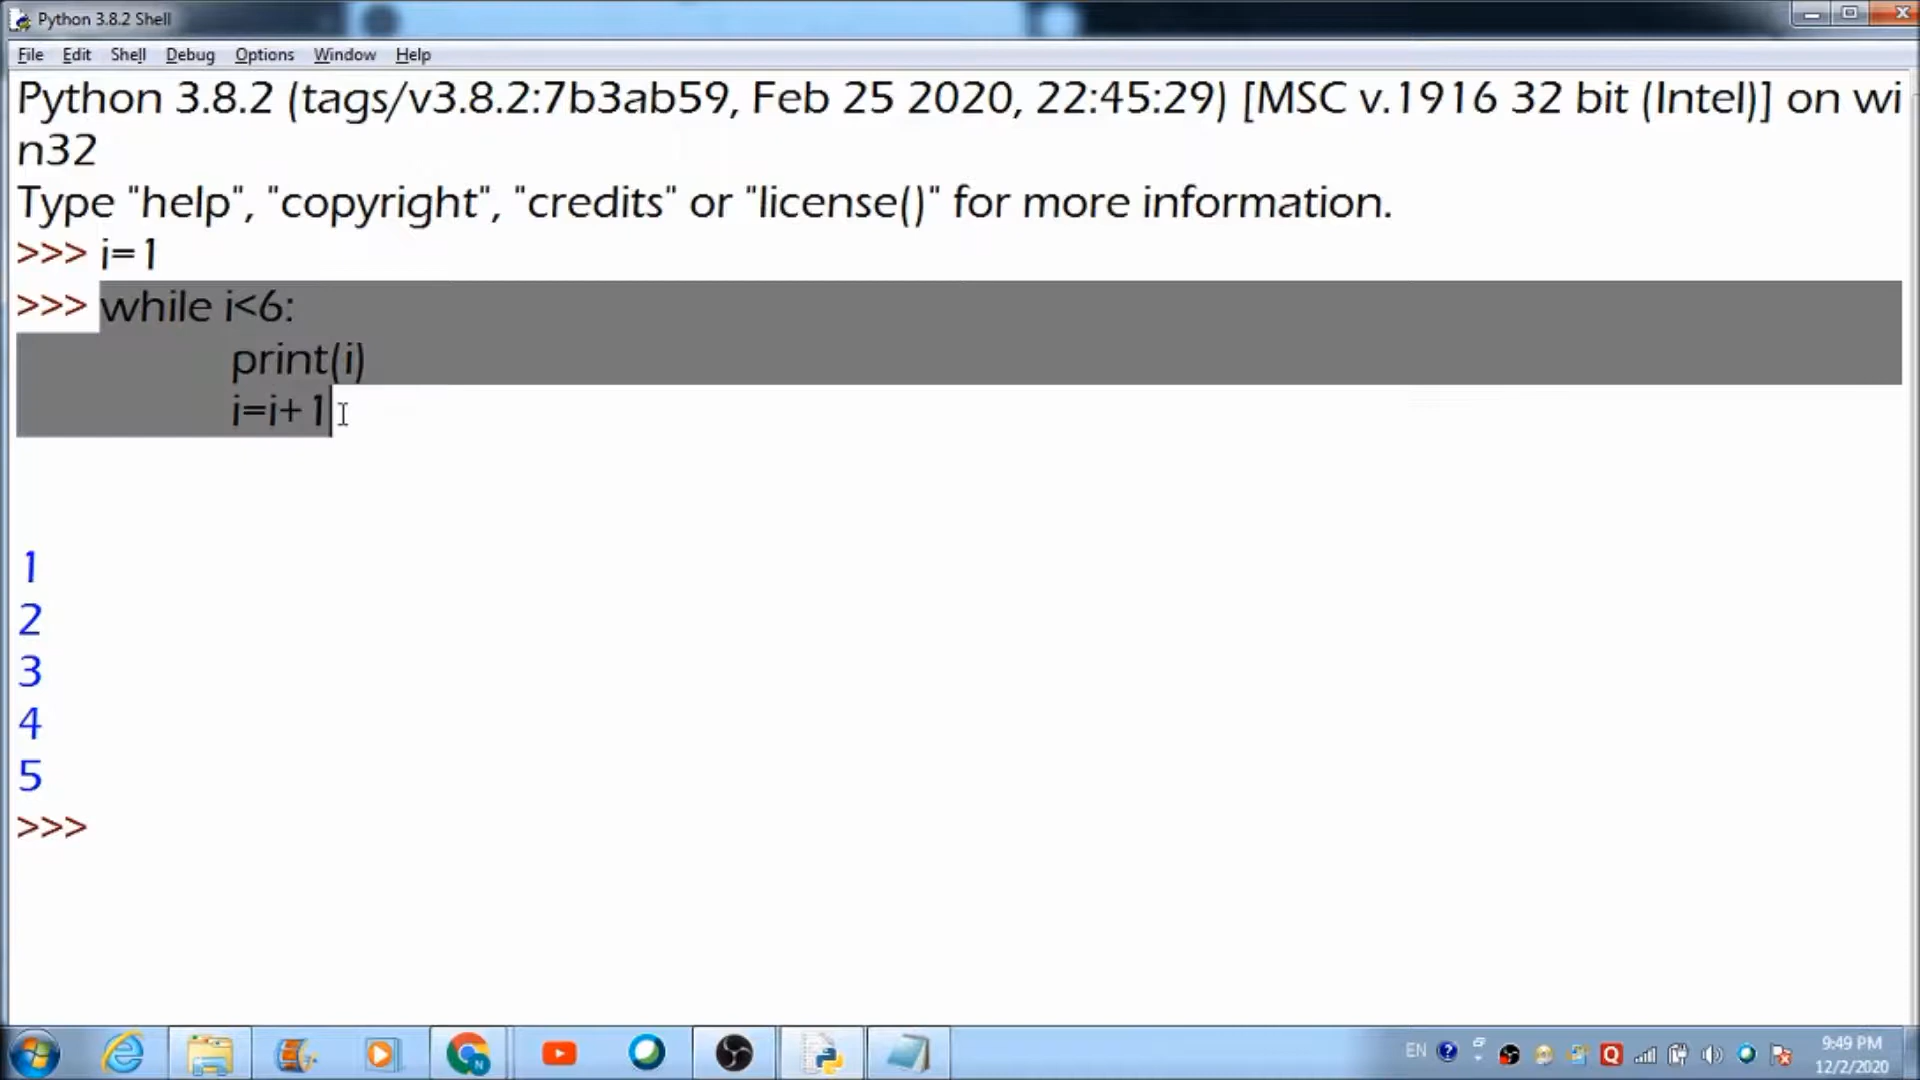 Python 3.8.2 Shell
File Edit Shell Debug Options Window Help
Python 3.8.2 (tags/v3.8.2:7b3ab59, Feb 25 2020, 22:45:29) [MSC v.1916 32 bit (Intel)] on wi
n32
Type "help", "copyright", "credits" or "license()" for more information.
>>> i=1
>>> while i<6:
print(i)
i=i+1
1
2
3
4
5
>>>
EN
9:49 PM
12/2/2020